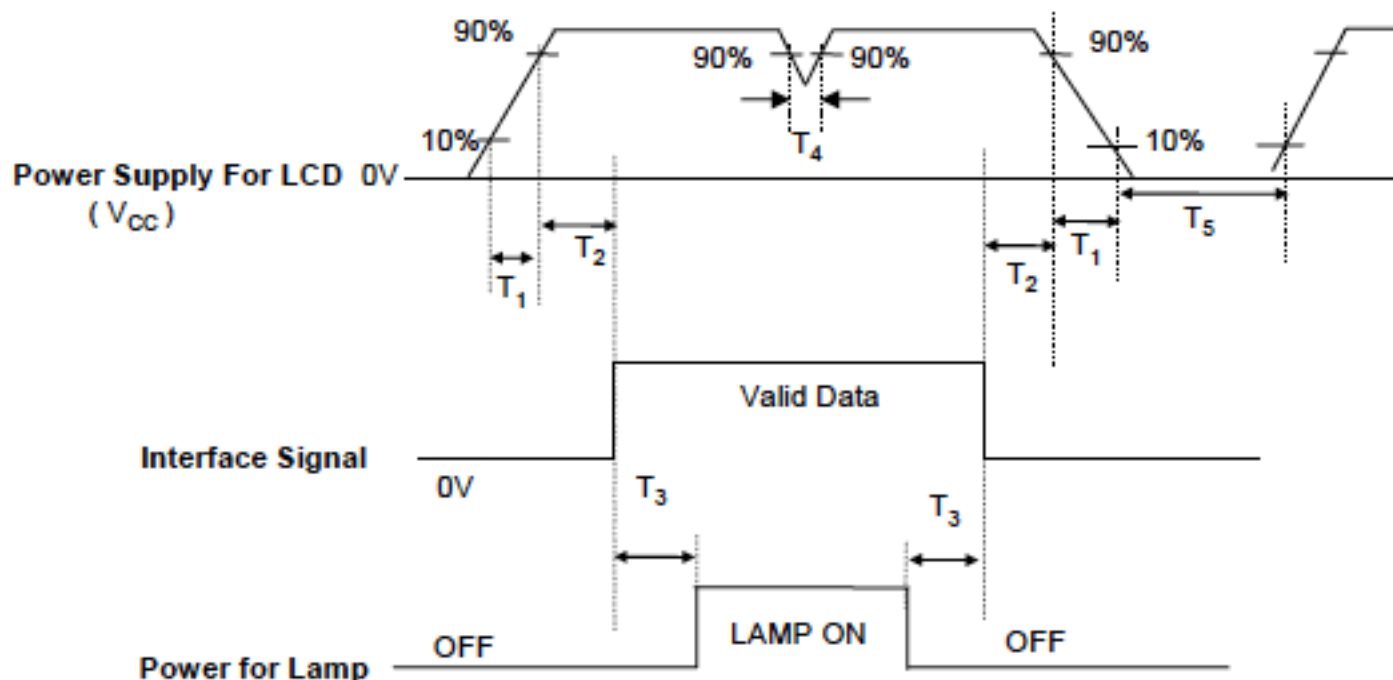 90%
90%
90%
90%
10%
T4
10%
Power Supply For LCD 0V
( VCC )
T2
T1
T5
T1
T2
Valid Data
Interface Signal
0V
T3
T3
OFF
LAMP ON
OFF
Power for Lamp